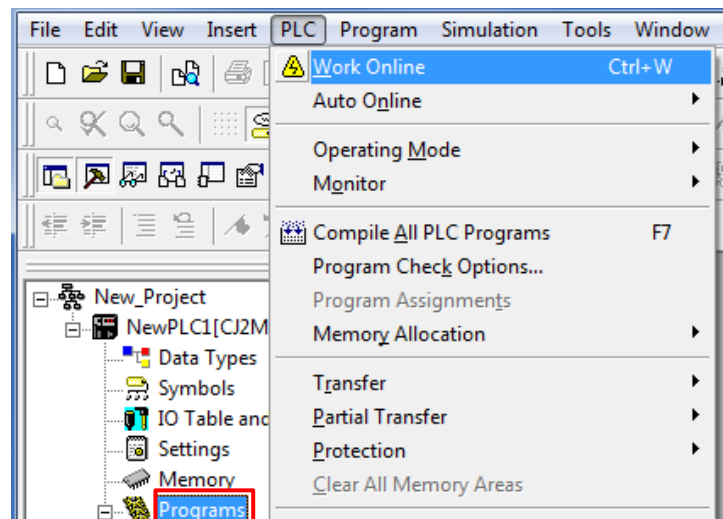 File Edit View Insert PLC Program Simulation Tools Window
Work Online Ctrl+W
Auto Online
Operating Mode
Monitor
Compile All PLC Programs F7
Program Check Options...
Program Assignments
Memory Allocation
Transfer
Partial Transfer
Protection
Clear All Memory Areas
New_Project
NewPLC1[CJ2M
Data Types
Symbols
IO Table and
Settings
Memory
Programs